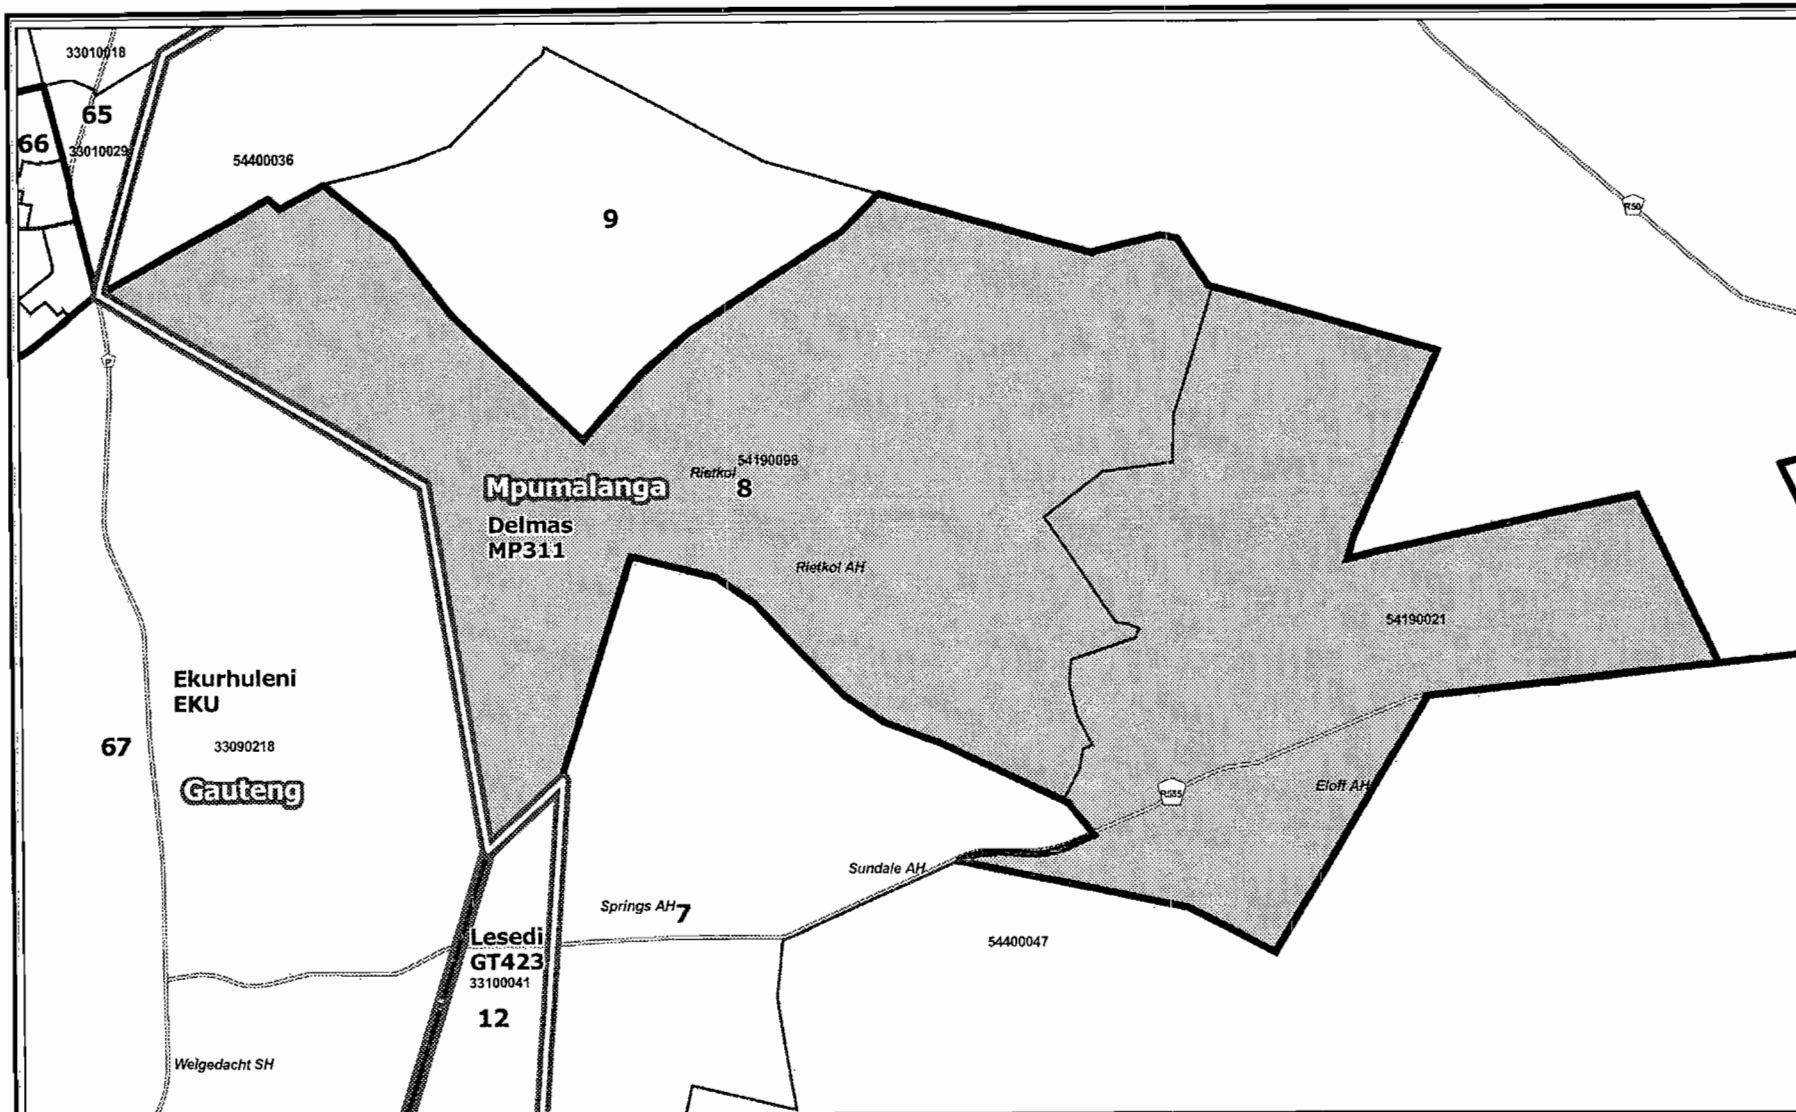 33010018
65
66
33010029
54400036
9
R50
54190098
Rietkol
8
Mpumalanga
Delmas
MP311
Rietkol AH
54190021
Ekurhuleni
EKU
67
33090218
Gauteng
R555
Eloff AH
Sundale AH
Springs AH
7
Lesedi
GT423
33100041
12
54400047
Welgedacht SH